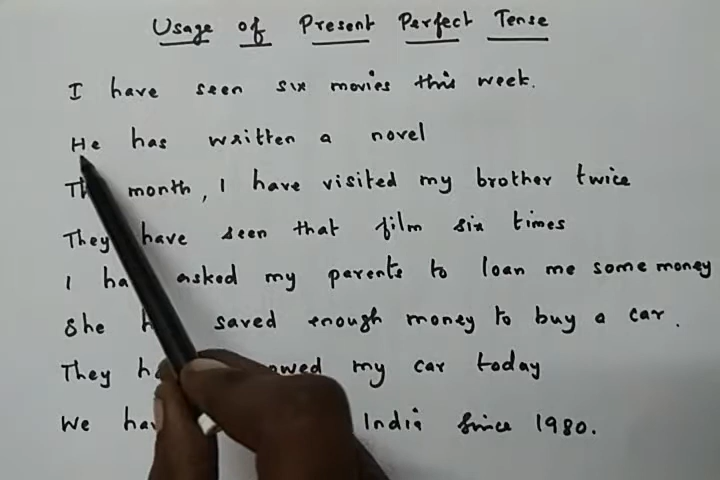 Usage of Present Perfect Tense
I have seen six movies this week.
He has written a novel
month, I have visited my brother twice
They have seen that film six times
I asked my parents to loan me some money
She saved enough money to buy a car.
They my car today
We India since 1980.